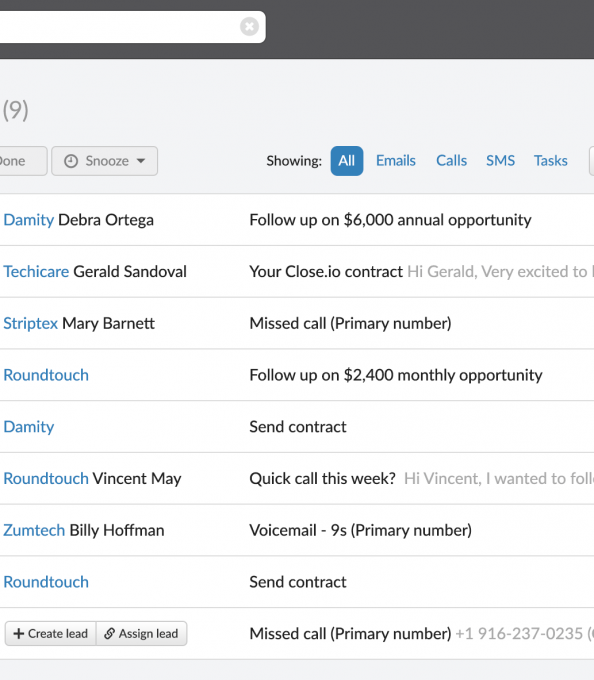 (9)
Done Snooze Showing: All Emails Calls SMS Tasks
Damity Debra Ortega Follow up on $6,000 annual opportunity
Techicare Gerald Sandoval Your Close.io contract Hi Gerald, Very excited to
Striptex Mary Barnett Missed call (Primary number)
Roundtouch Follow up on $2,400 monthly opportunity
Damity Send contract
Roundtouch Vincent May Quick call this week? Hi Vincent, I wanted to foll
Zumtech Billy Hoffman Voicemail - 9s (Primary number)
Roundtouch Send contract
Create lead Assign lead Missed call (Primary number) +1 916-237-0235 (